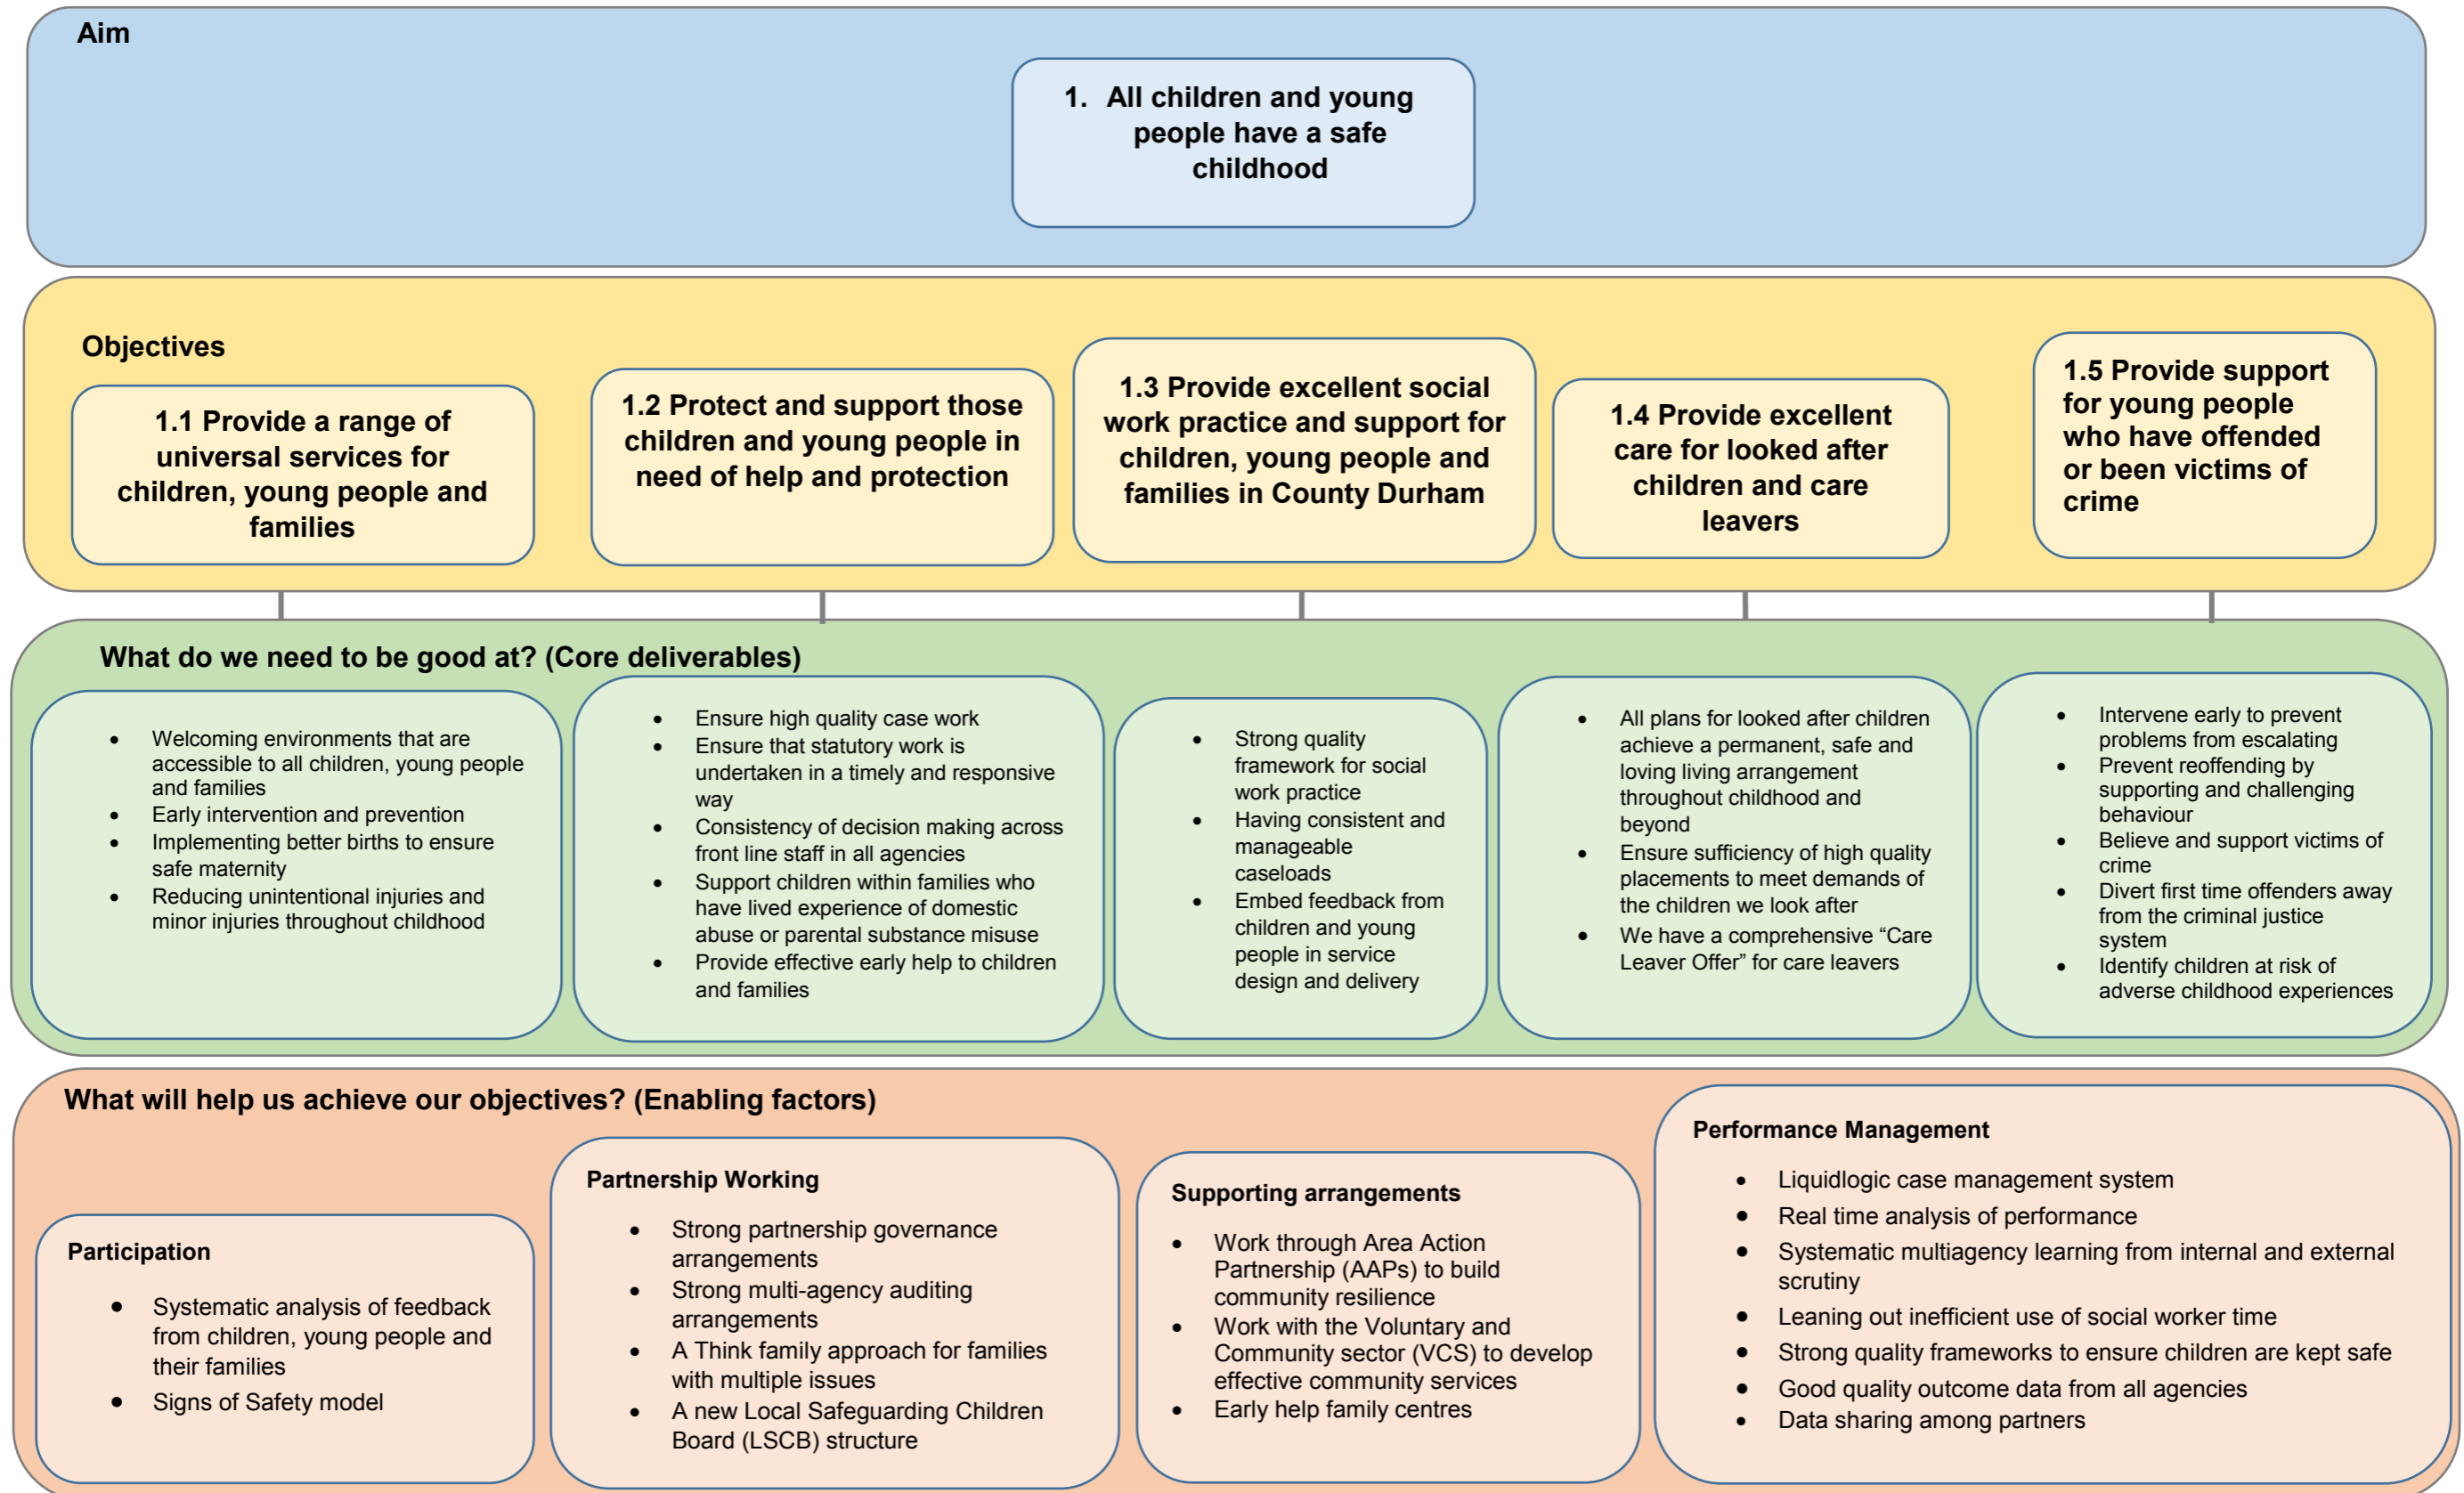 Aim
1. All children and young
people have a safe
childhood
Objectives
1.1 Provide a range of
universal services for
children, young people and
families
1.2 Protect and support those
children and young people in
need of help and protection
1.3 Provide excellent social
work practice and support for
children, young people and
families in County Durham
1.4 Provide excellent
care for looked after
children and care
leavers
1.5 Provide support
for young people
who have offended
or been victims of
crime
What do we need to be good at? (Core deliverables)
• Welcoming environments that are
accessible to all children, young people
and families
• Early intervention and prevention
• Implementing better births to ensure
safe maternity
• Reducing unintentional injuries and
minor injuries throughout childhood
• Ensure high quality case work
• Ensure that statutory work is
undertaken in a timely and responsive
way
• Consistency of decision making across
front line staff in all agencies
• Support children within families who
have lived experience of domestic
abuse or parental substance misuse
• Provide effective early help to children
and families
• Strong quality
framework for social
work practice
• Having consistent and
manageable
caseloads
• Embed feedback from
children and young
people in service
design and delivery
• All plans for looked after children
achieve a permanent, safe and
loving living arrangement
throughout childhood and
beyond
• Ensure sufficiency of high quality
placements to meet demands of
the children we look after
• We have a comprehensive “Care
Leaver Offer” for care leavers
• Intervene early to prevent
problems from escalating
• Prevent reoffending by
supporting and challenging
behaviour
• Believe and support victims of
crime
• Divert first time offenders away
from the criminal justice
system
• Identify children at risk of
adverse childhood experiences
What will help us achieve our objectives? (Enabling factors)
Participation
• Systematic analysis of feedback
from children, young people and
their families
• Signs of Safety model
Partnership Working
• Strong partnership governance
arrangements
• Strong multi-agency auditing
arrangements
• A Think family approach for families
with multiple issues
• A new Local Safeguarding Children
Board (LSCB) structure
Supporting arrangements
• Work through Area Action
Partnership (AAPs) to build
community resilience
• Work with the Voluntary and
Community sector (VCS) to develop
effective community services
• Early help family centres
Performance Management
• Liquidlogic case management system
• Real time analysis of performance
• Systematic multiagency learning from internal and external
scrutiny
• Leaning out inefficient use of social worker time
• Strong quality frameworks to ensure children are kept safe
• Good quality outcome data from all agencies
• Data sharing among partners